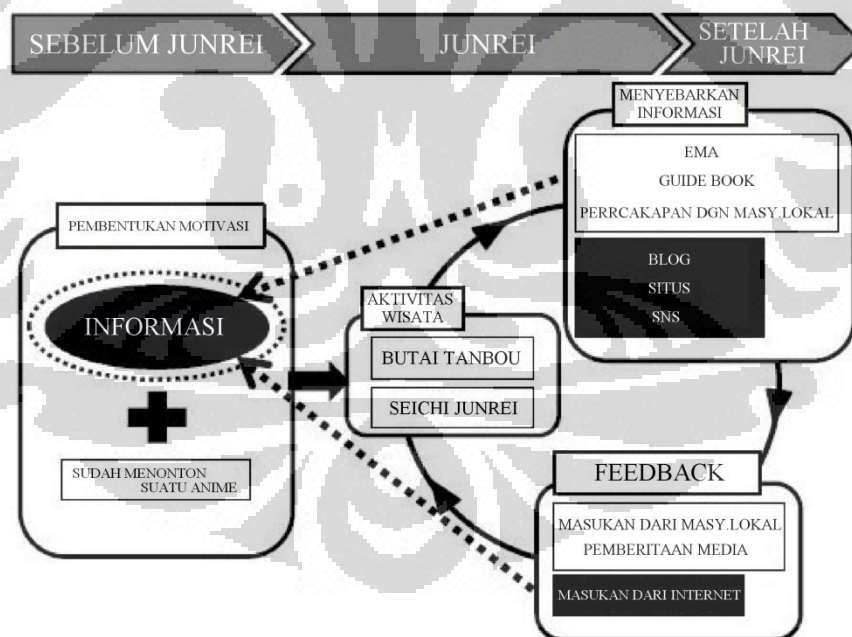 SEBELUM JUNREI
JUNREI
SETELAH
JUNREI
PEMBENTUKAN MOTIVASI
INFORMASI
SUDAH MENONTON
SUATU ANIME
AKTIVITAS
WISATA
BUTAI TANBOU
SEICHI JUNREI
MENYEBARKAN
INFORMASI
EMA
GUIDE BOOK
PERRCAKAPAN DGN MASY.LOKAL
BLOG
SITUS
SNS
FEEDBACK
MASUKAN DARI MASY.LOKAL
PEMBERITAAN MEDIA
MASUKAN DARI INTERNET